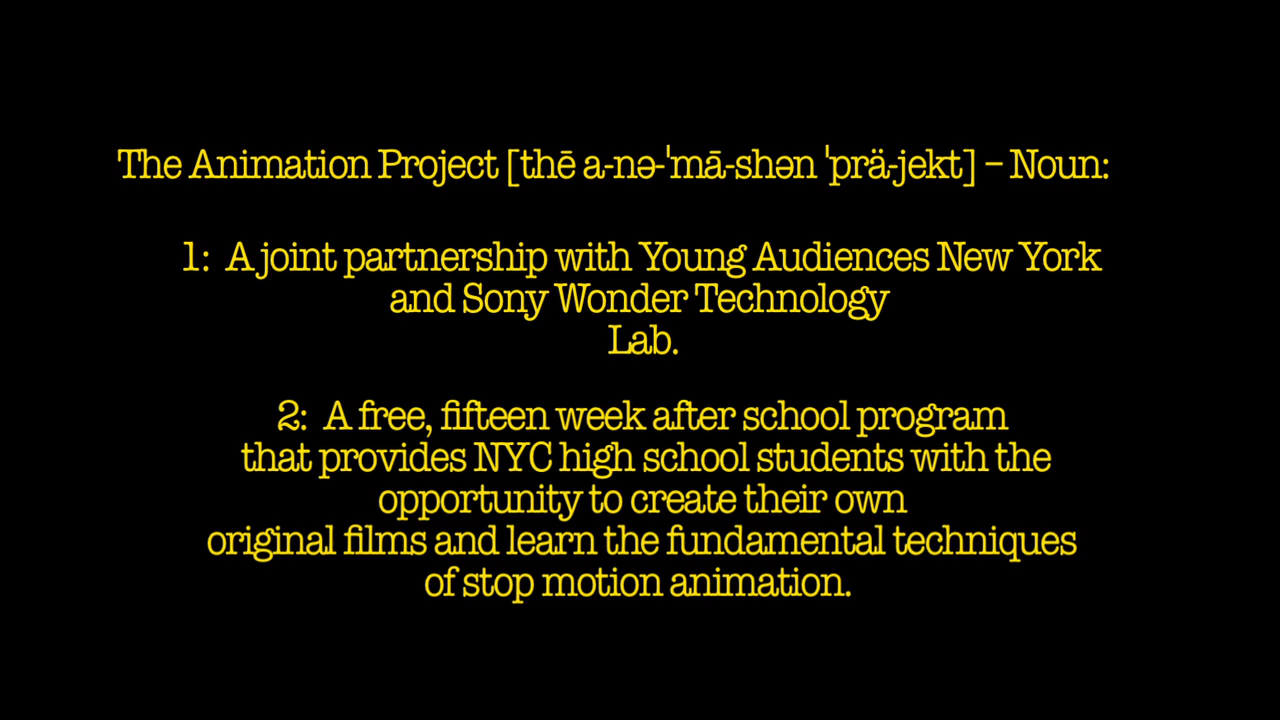 The Animation Project [thē a-nə-ˈmā-shən ˈprä-jekt] – Noun:
1: A joint partnership with Young Audiences New York
and Sony Wonder Technology
Lab.
2: A free, fifteen week after school program
that provides NYC high school students with the
opportunity to create their own
original films and learn the fundamental techniques
of stop motion animation.